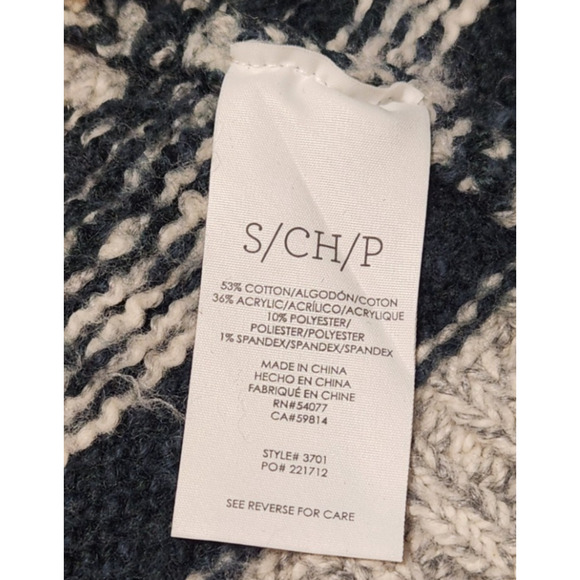 S/CH/P
53% COTTON/ALGODÓN/COTON
36% ACRYLIC/ACRÍLICO/ACRYLIQUE
10% POLYESTER/
POLIESTER/POLYESTER
1% SPANDEX/SPANDEX/SPANDEX
MADE IN CHINA
HECHO EN CHINA
FABRIQUÉ EN CHINE
RN#54077
CA#59814
STYLE# 3701
PO# 221712
SEE REVERSE FOR CARE